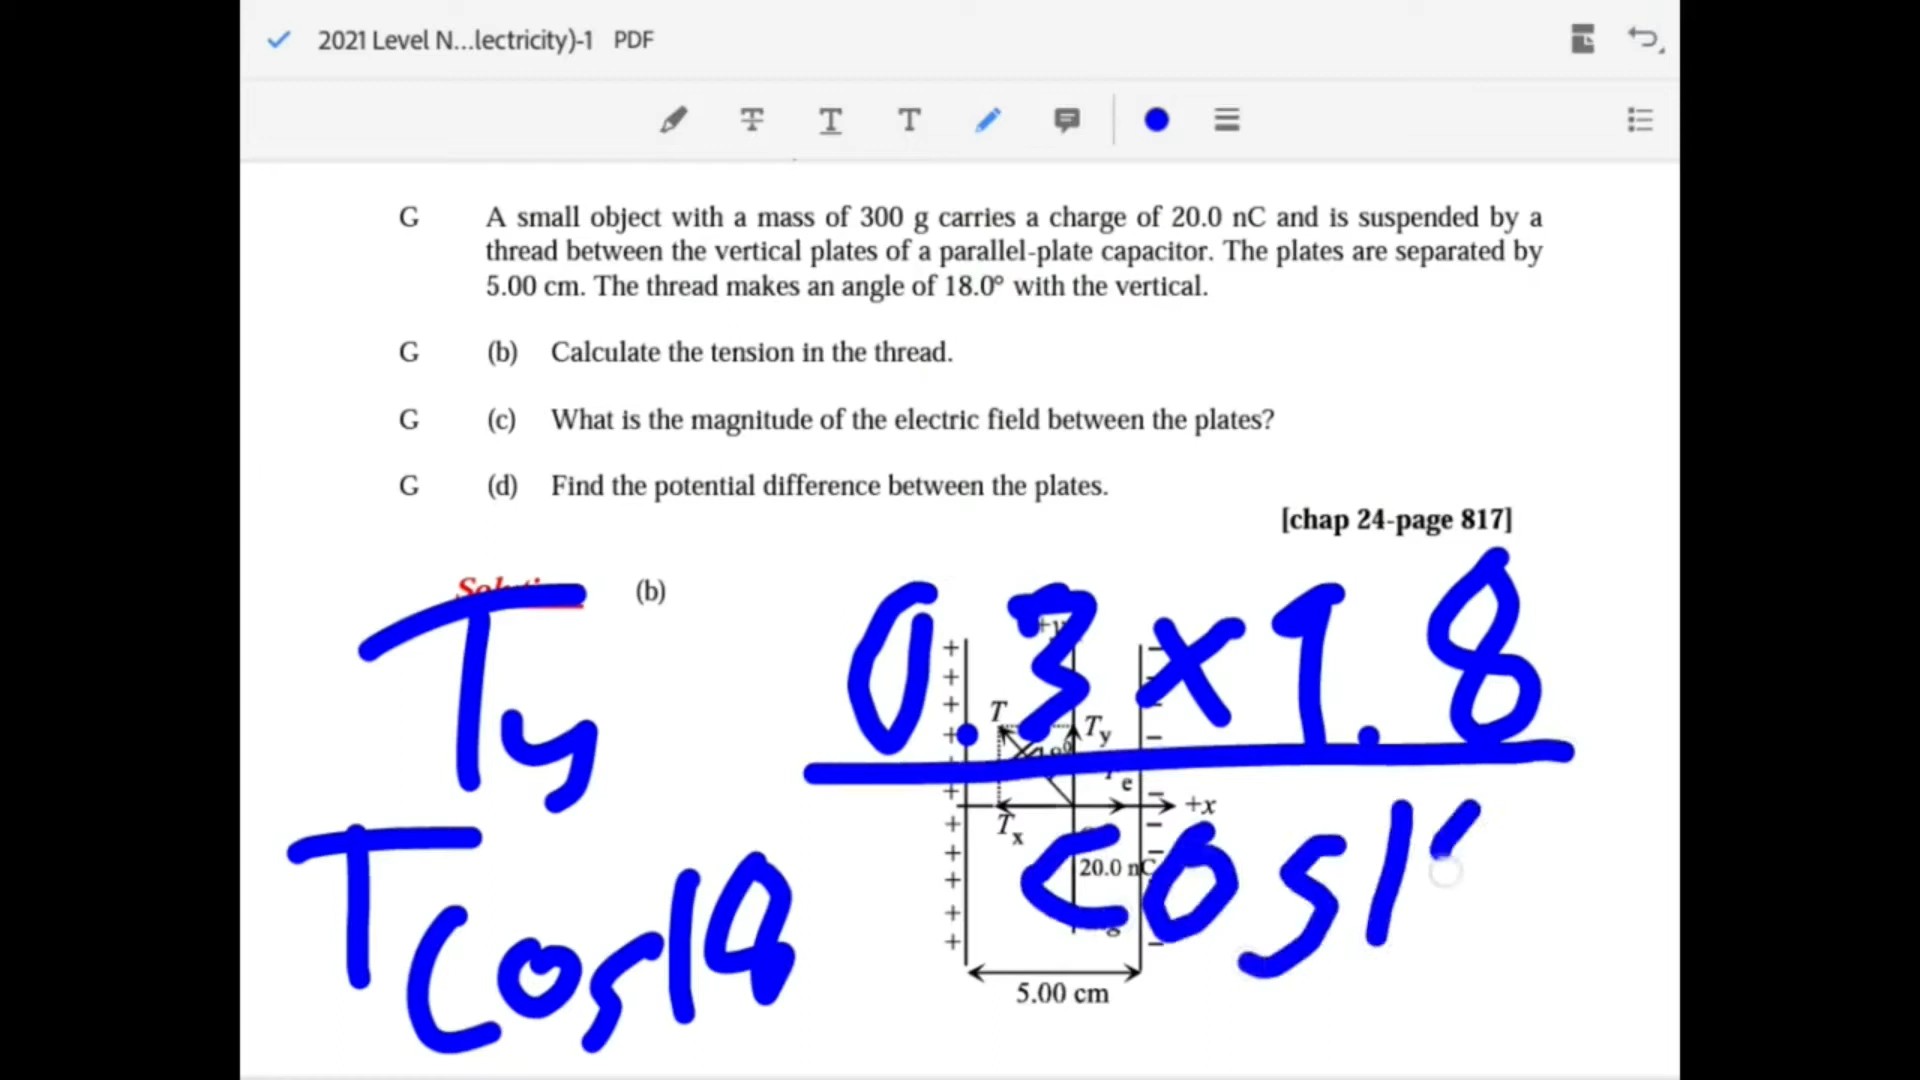 2021 Level N...lectricity)-1 PDF
G A small object with a mass of 300 g carries a charge of 20.0 nC and is suspended by a
thread between the vertical plates of a parallel-plate capacitor. The plates are separated by
5.00 cm. The thread makes an angle of 18.0° with the vertical.
G (b) Calculate the tension in the thread.
G (c) What is the magnitude of the electric field between the plates?
G (d) Find the potential difference between the plates.
[chap 24-page 817]
(b)
Ty
0.3 × 9.8
T
Ty
e
+x
Tx
T cos18
cos1
20.0 nC
5.00 cm